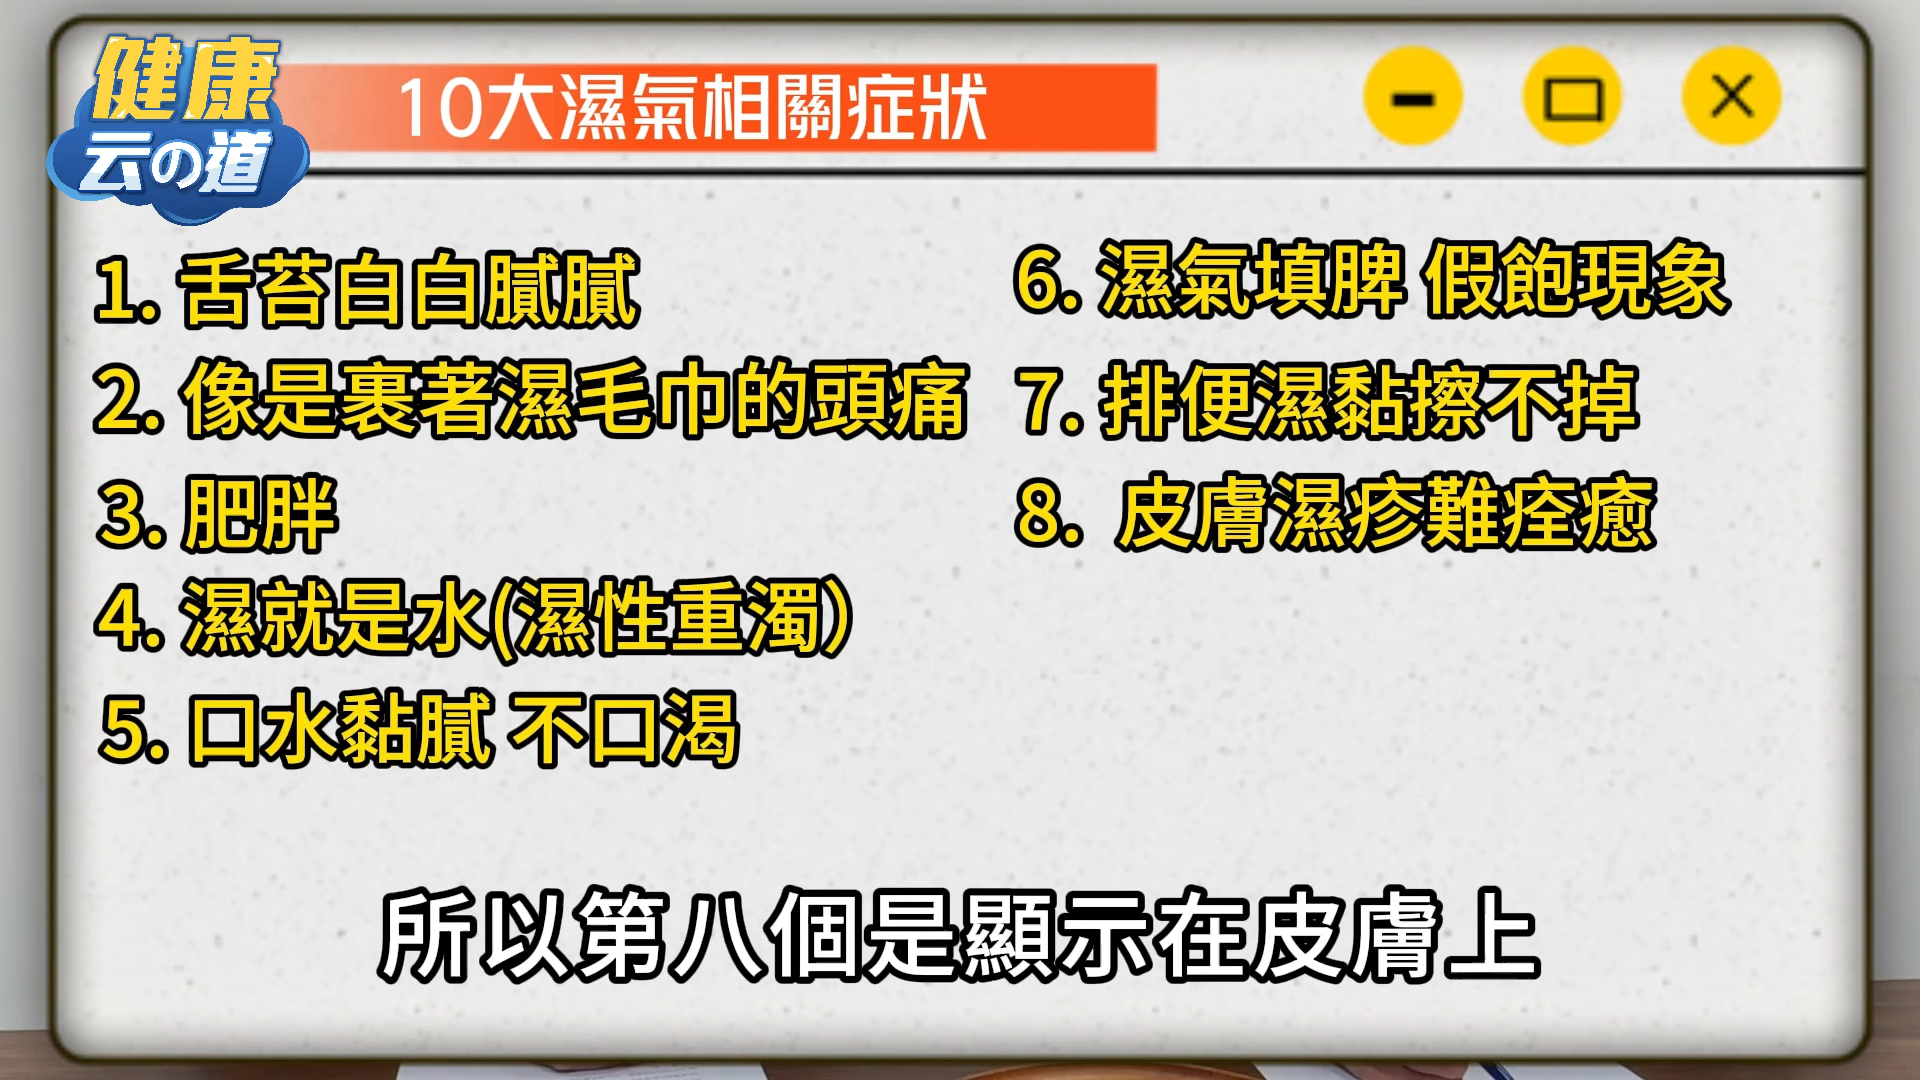 健康
云の道
10大濕氣相關症狀
1. 舌苔白白膩膩
2. 像是裹著濕毛巾的頭痛
3. 肥胖
4. 濕就是水(濕性重濁)
5. 口水黏膩 不口渴
6. 濕氣填脾 假飽現象
7. 排便濕黏擦不掉
8. 皮膚濕疹難痊癒
所以第八個是顯示在皮膚上